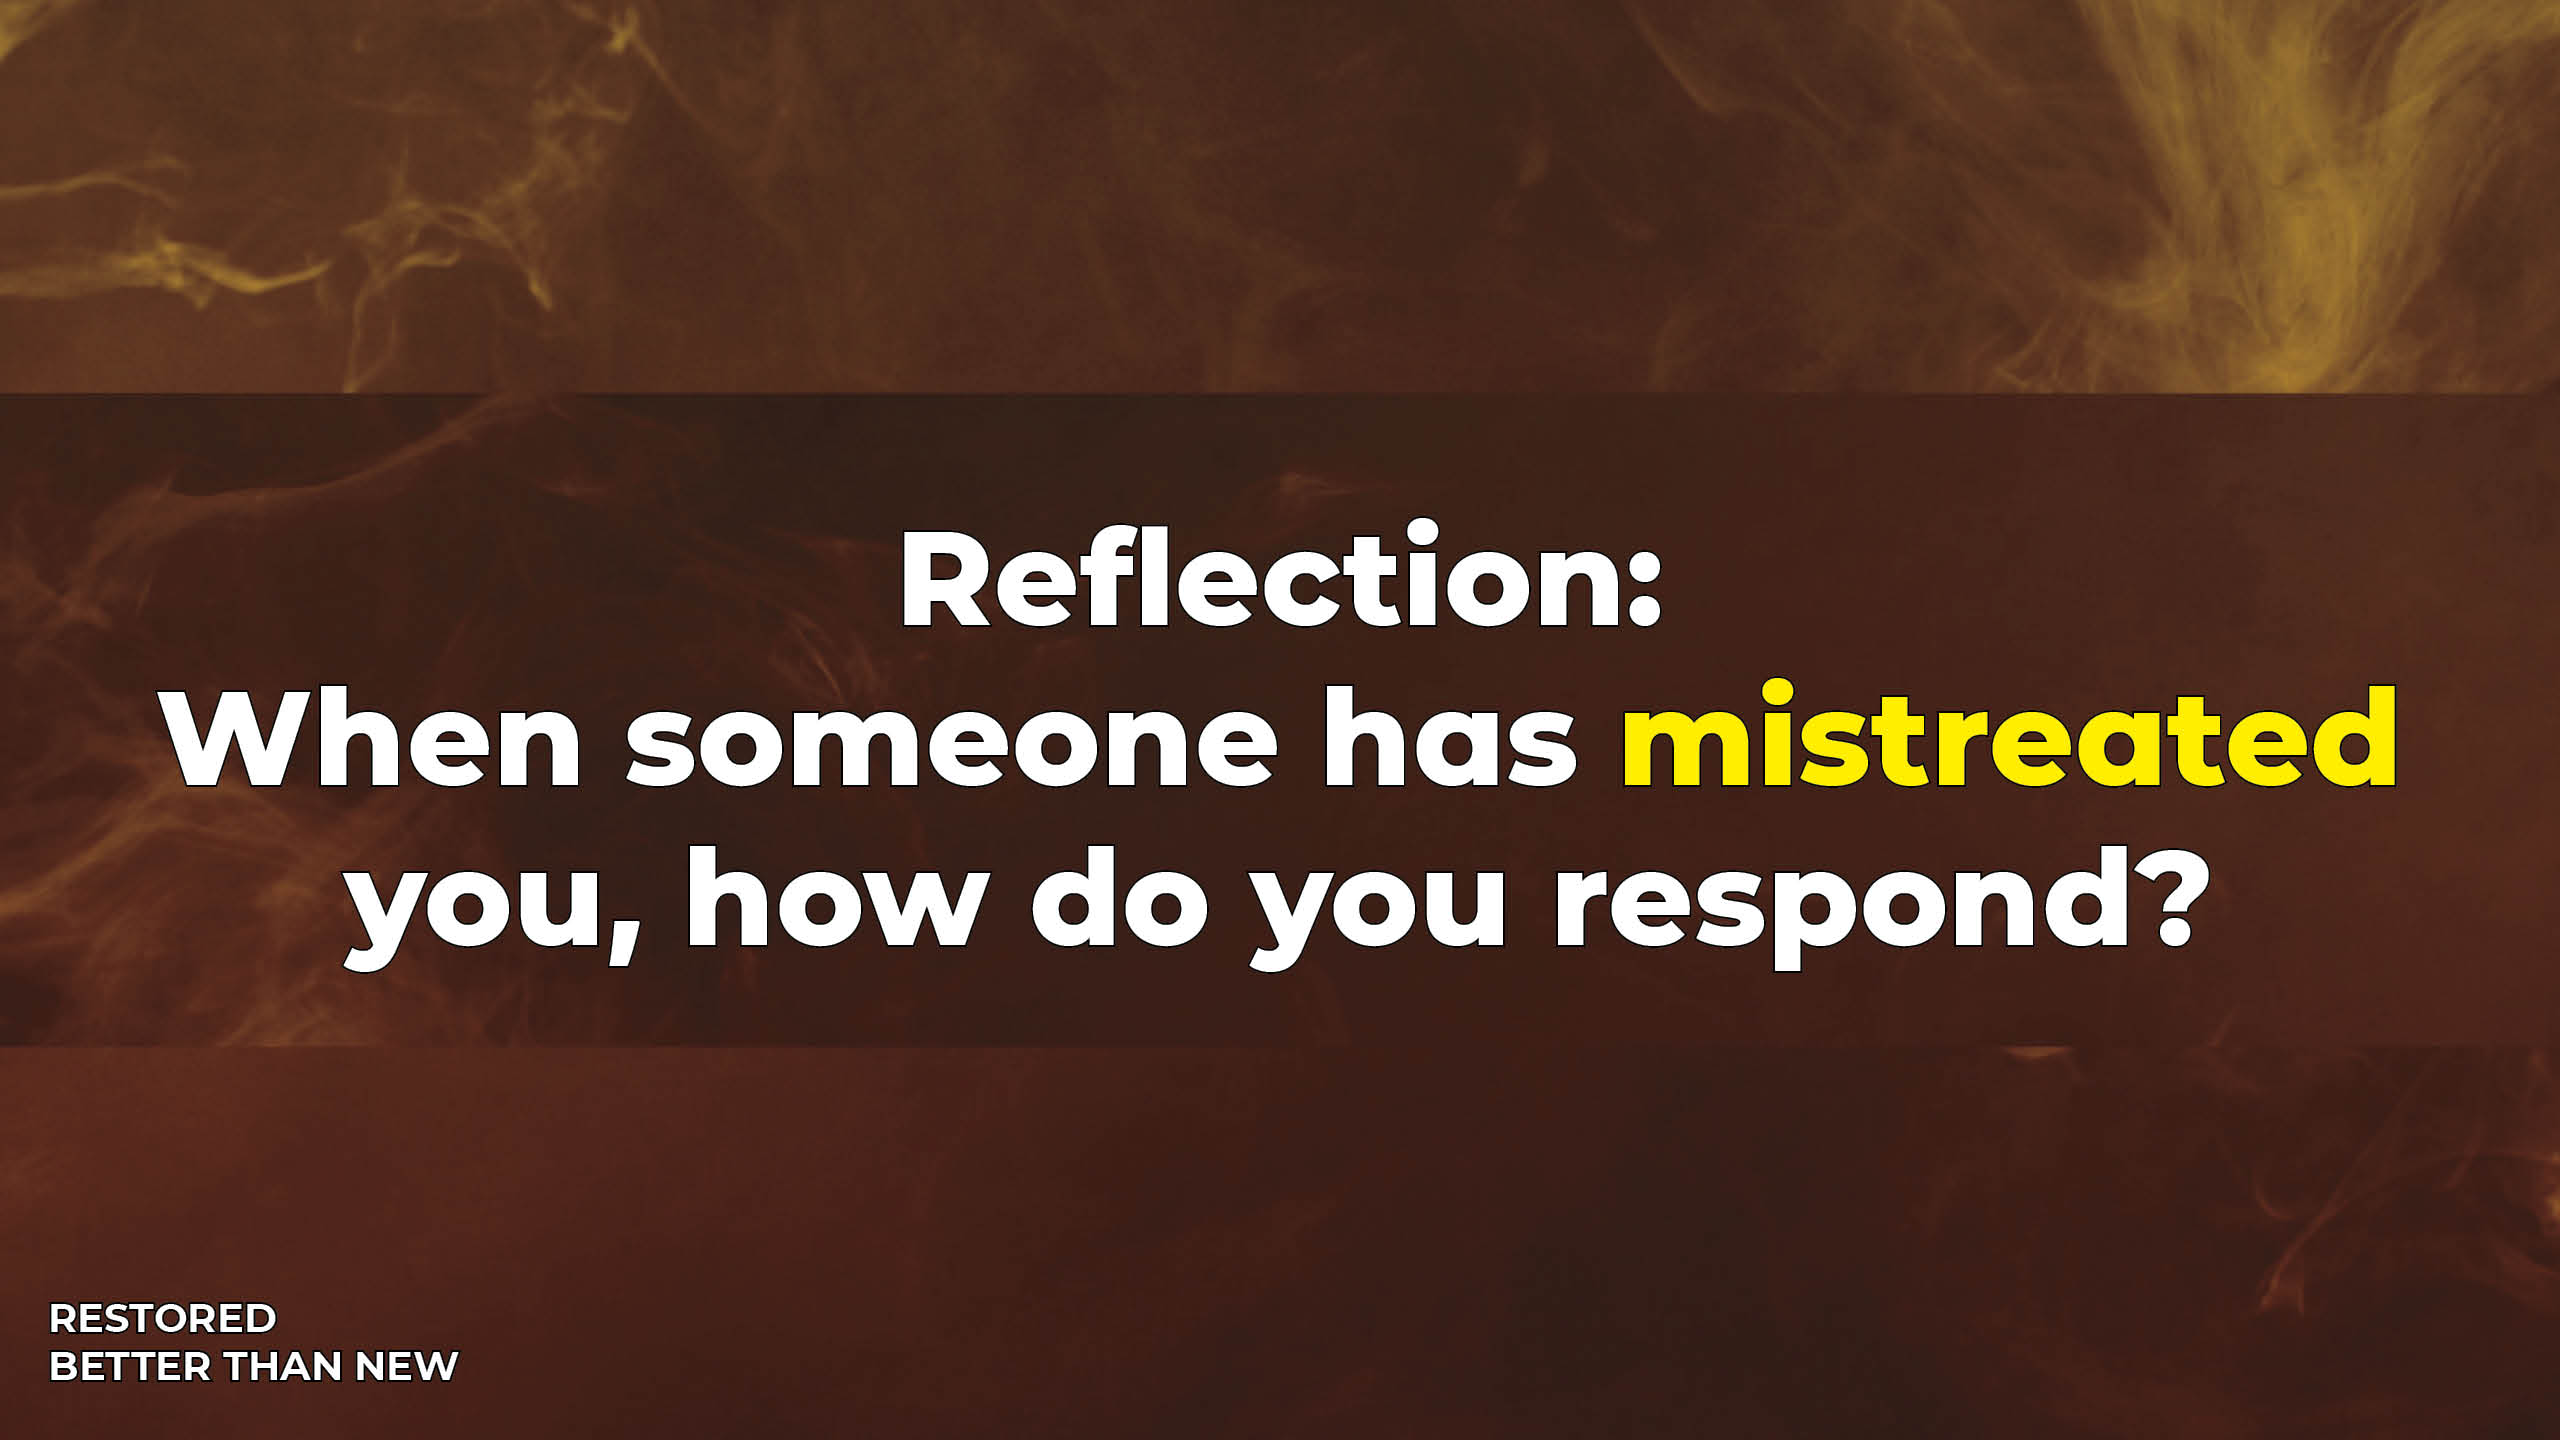 Reflection:
When someone has mistreated
you, how do you respond?
RESTORED
BETTER THAN NEW